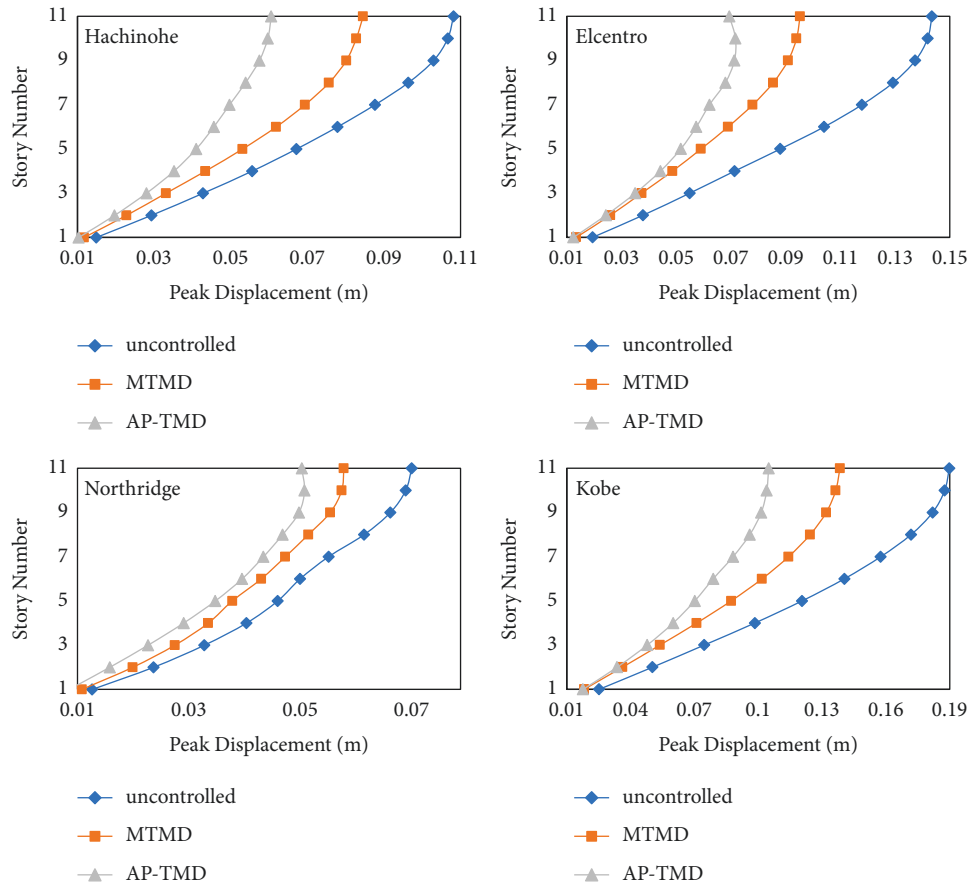 Hachinohe
Story Number
11
9
7
5
3
1
0.01 0.03 0.05 0.07 0.09 0.11
Peak Displacement (m)
uncontrolled
MTMD
AP-TMD
Elcentro
Story Number
11
9
7
5
3
1
0.01 0.03 0.05 0.07 0.09 0.11 0.13 0.15
Peak Displacement (m)
uncontrolled
MTMD
AP-TMD
Northridge
Story Number
11
9
7
5
3
1
0.01 0.03 0.05 0.07
Peak Displacement (m)
uncontrolled
MTMD
AP-TMD
Kobe
Story Number
11
9
7
5
3
1
0.01 0.04 0.07 0.1 0.13 0.16 0.19
Peak Displacement (m)
uncontrolled
MTMD
AP-TMD